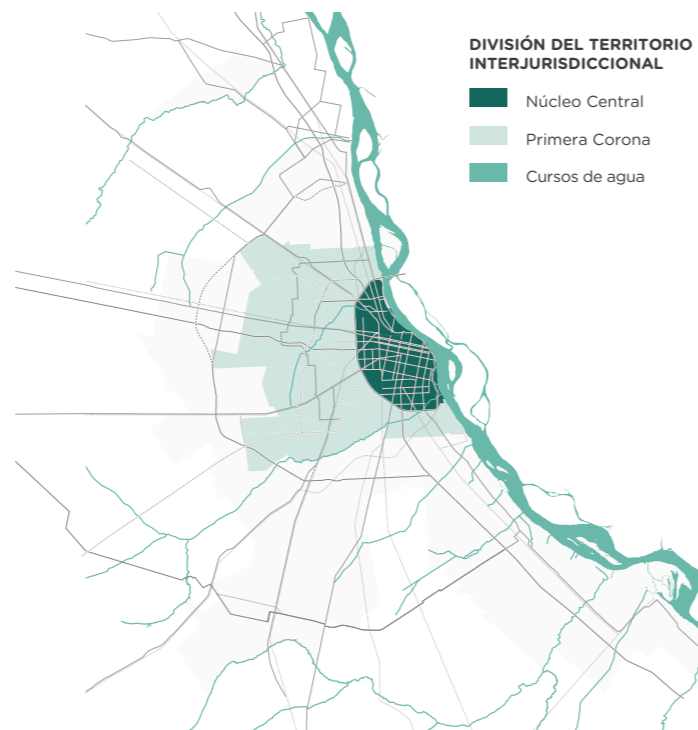 DIVISIÓN DEL TERRITORIO
INTERJURISDICCIONAL
Núcleo Central
Primera Corona
Cursos de agua